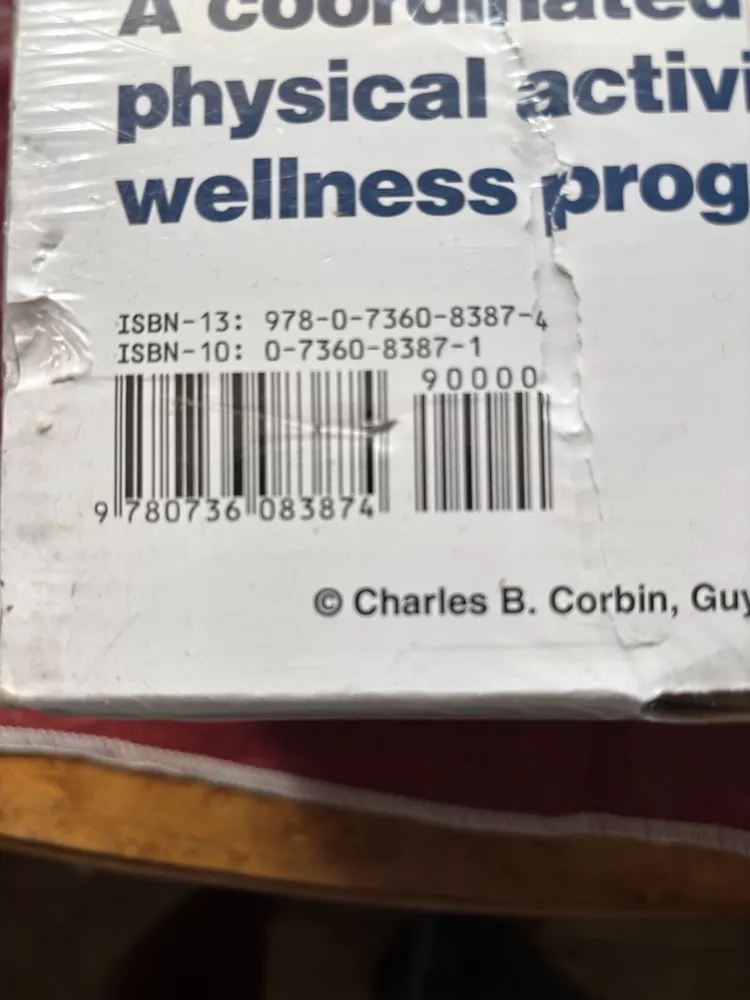 A coordinated
physical activi
wellness prog
ISBN-13: 978-0-7360-8387-4
ISBN-10: 0-7360-8387-1
90000
9 780736 083874
© Charles B. Corbin, Guy